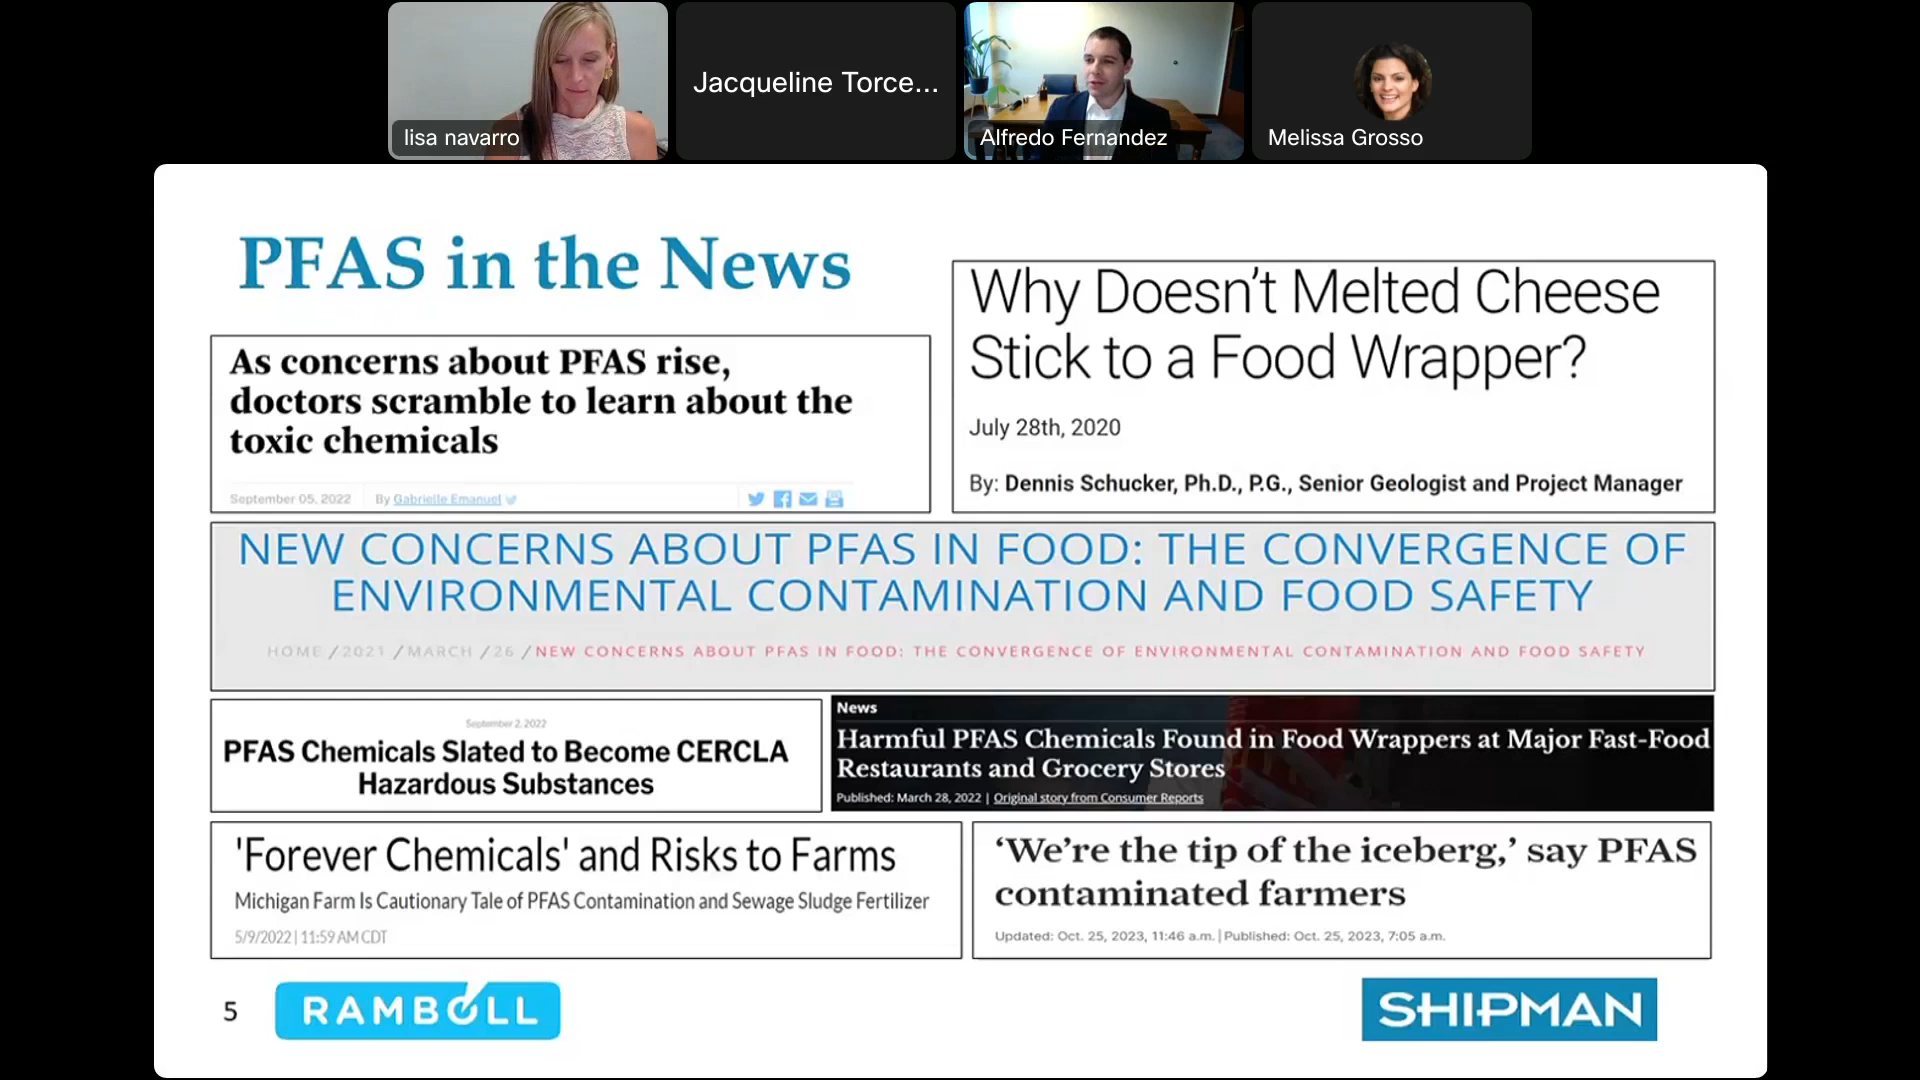 lisa navarro
Jacqueline Torce...
Alfredo Fernandez
Melissa Grosso
PFAS in the News
As concerns about PFAS rise,
doctors scramble to learn about the
toxic chemicals
September 05, 2022
By Gabrielle Emanuel
Why Doesn't Melted Cheese
Stick to a Food Wrapper?
July 28th, 2020
By: Dennis Schucker, Ph.D., P.G., Senior Geologist and Project Manager
NEW CONCERNS ABOUT PFAS IN FOOD: THE CONVERGENCE OF
ENVIRONMENTAL CONTAMINATION AND FOOD SAFETY
HOME / 2021 / MARCH / 26 / NEW CONCERNS ABOUT PFAS IN FOOD: THE CONVERGENCE OF ENVIRONMENTAL CONTAMINATION AND FOOD SAFETY
September 2, 2022
PFAS Chemicals Slated to Become CERCLA
Hazardous Substances
News
Harmful PFAS Chemicals Found in Food Wrappers at Major Fast-Food
Restaurants and Grocery Stores
Published: March 28, 2022 | Original story from Consumer Reports
'Forever Chemicals' and Risks to Farms
Michigan Farm Is Cautionary Tale of PFAS Contamination and Sewage Sludge Fertilizer
5/9/2022 | 11:59 AM CDT
‘We’re the tip of the iceberg,’ say PFAS
contaminated farmers
Updated: Oct. 25, 2023, 11:46 a.m. | Published: Oct. 25, 2023, 7:05 a.m.
5
RAMBOLL
SHIPMAN